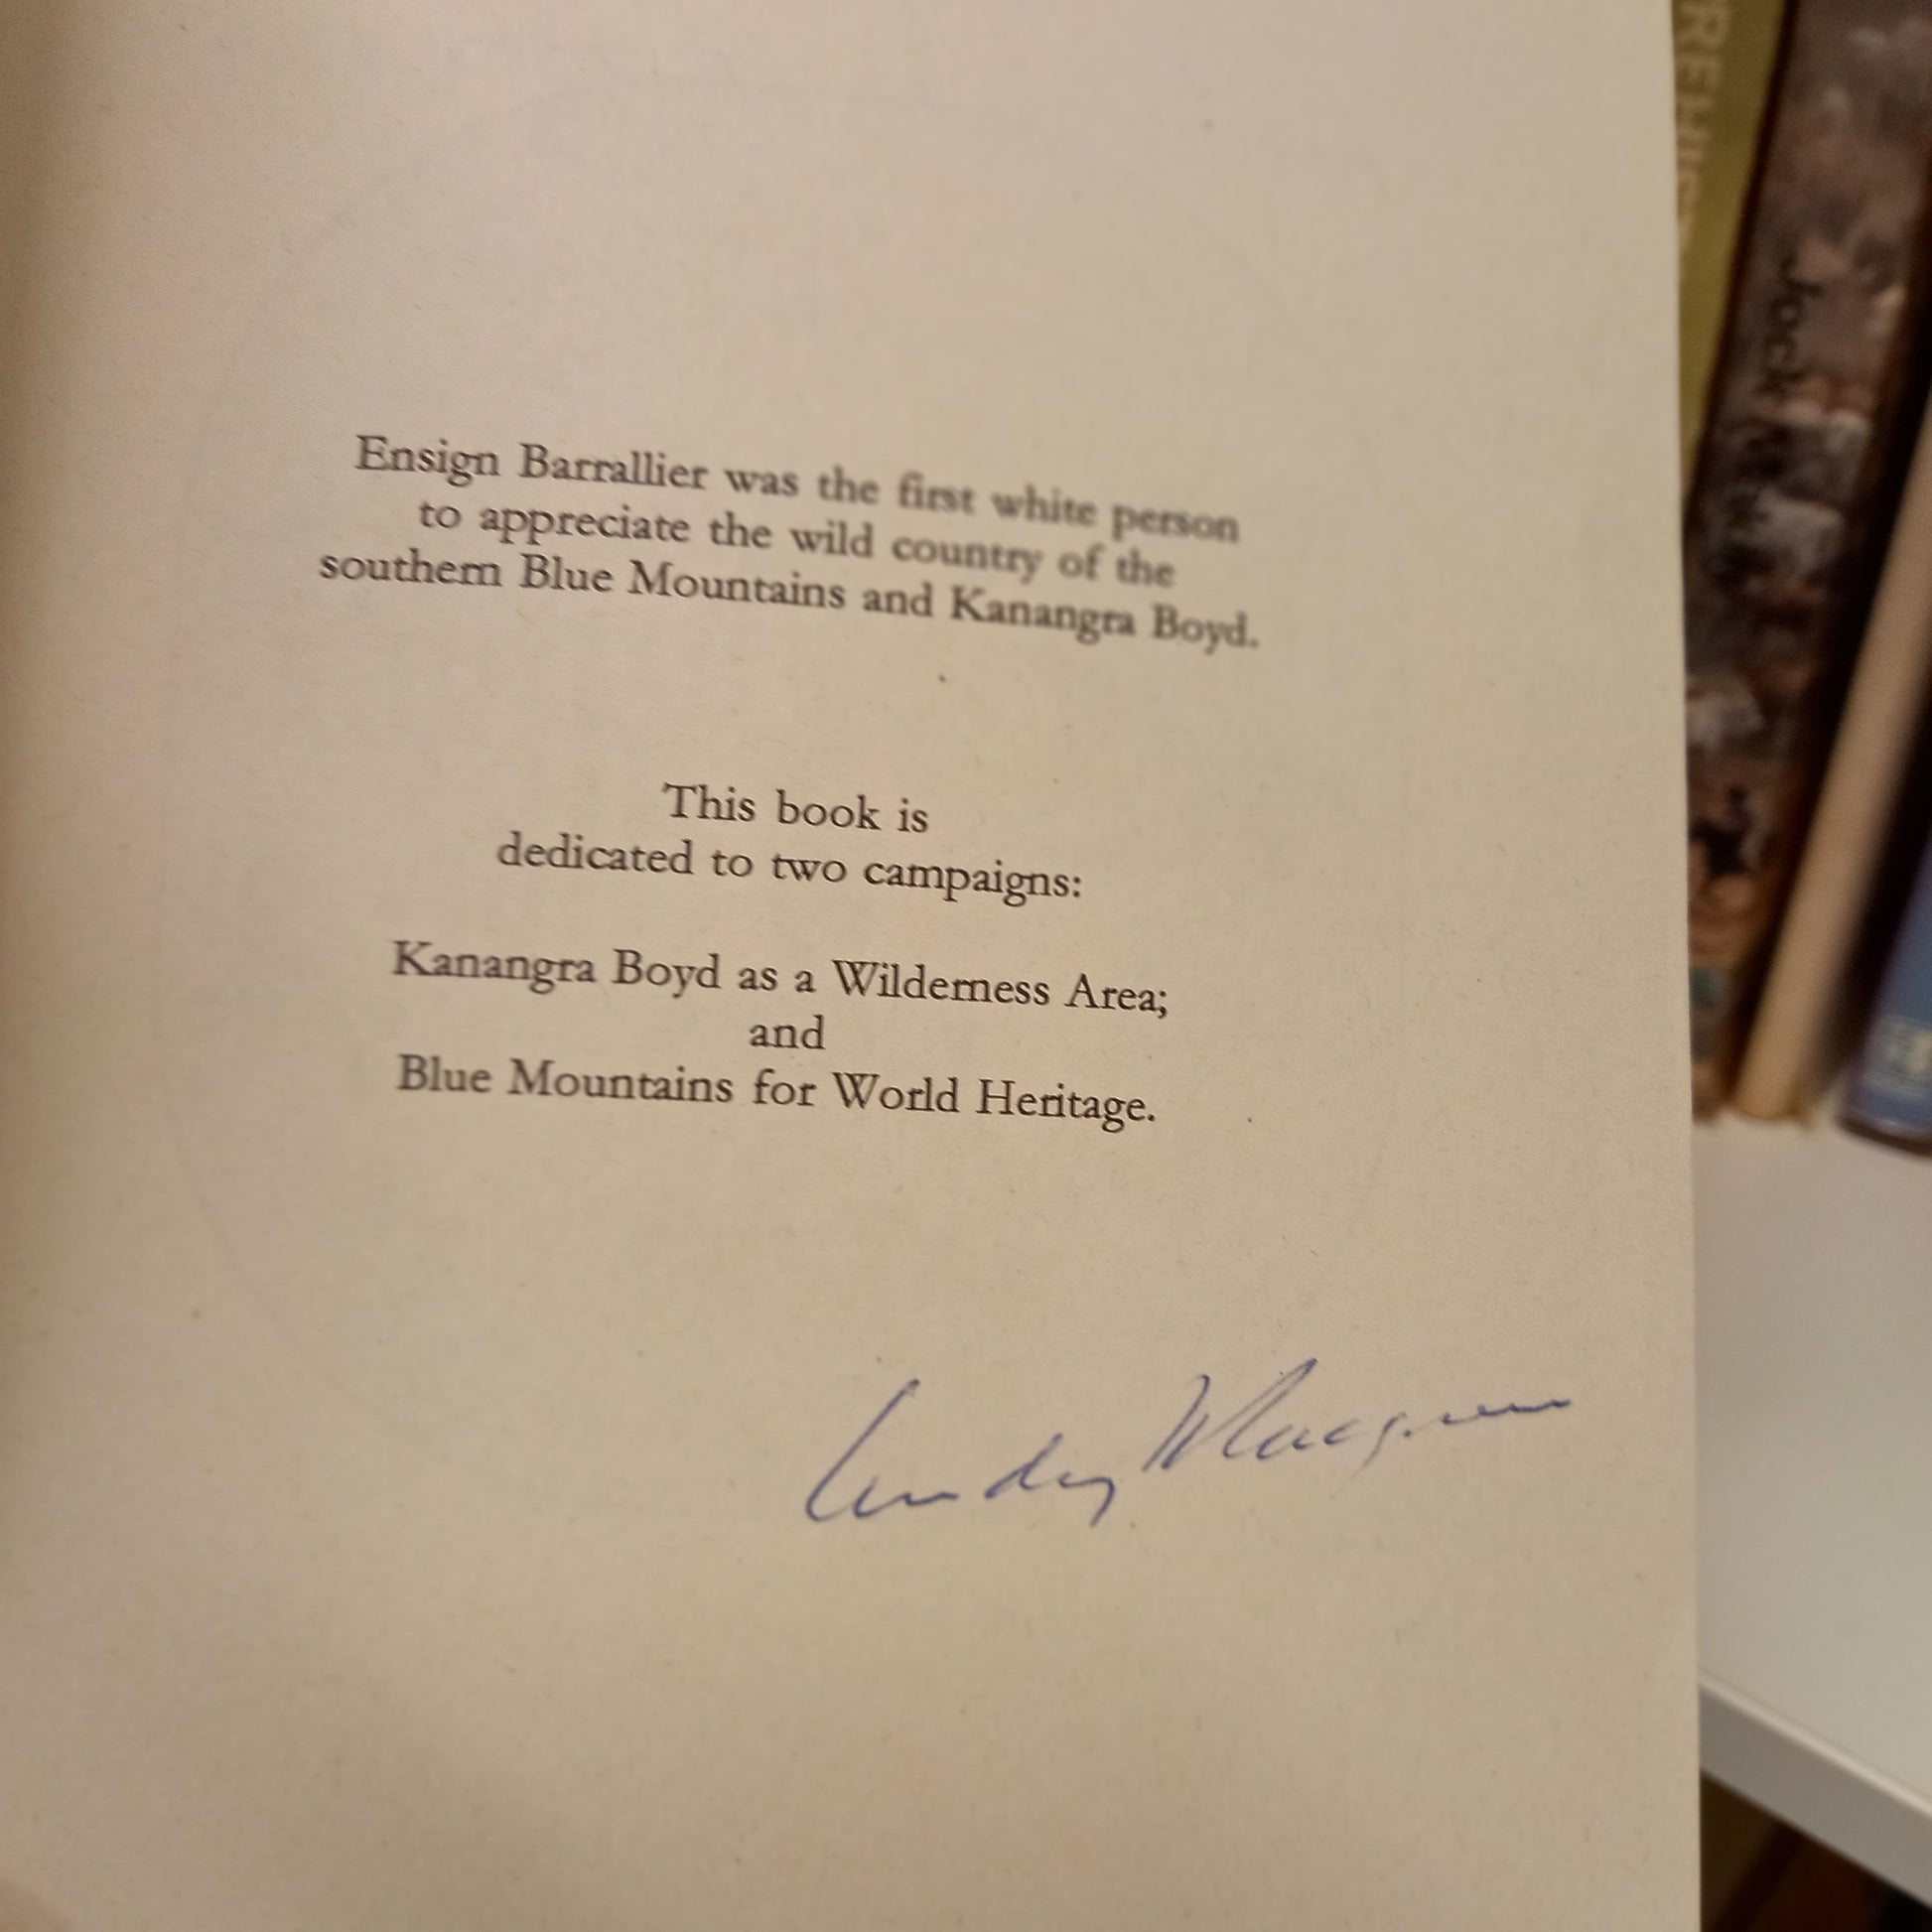 Ensign Barrallier was the first white person
to appreciate the wild country of the
southern Blue Mountains and Kanangra Boyd.
This book is
dedicated to two campaigns:
Kanangra Boyd as a Wilderness Area;
and
Blue Mountains for World Heritage.
Jock